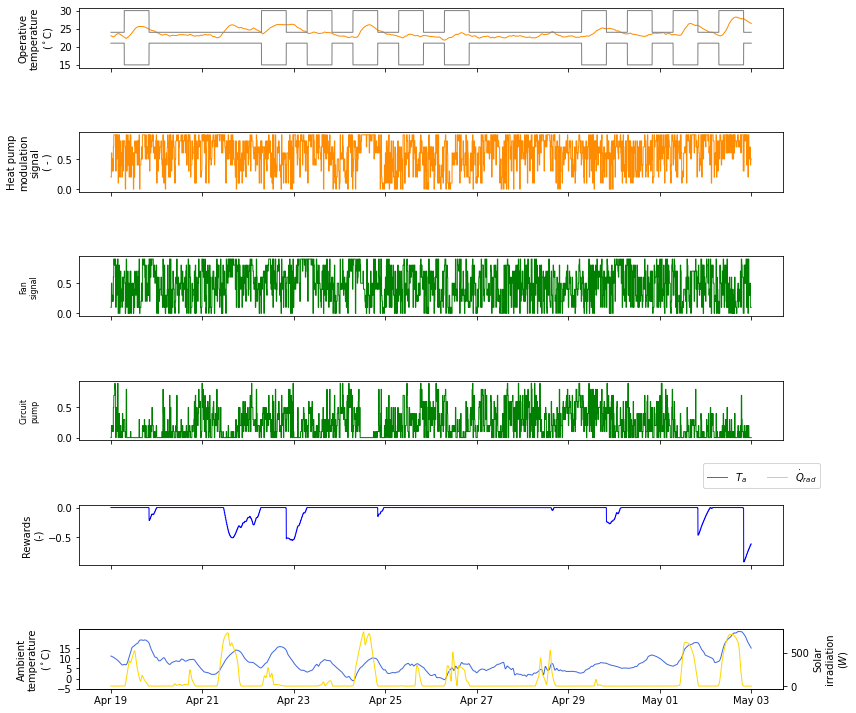 Operative
temperature
(°C)
30
25
20
15
Heat pump
modulation
signal
( - )
0.5
0.0
Fan
signal
0.5
0.0
Circuit
pump
0.5
0.0
Tₐ
Q̇rad
Rewards
(-)
0.0
−0.5
Ambient
temperature
(°C)
15
10
5
0
−5
Solar
irradiation
(W)
500
0
Apr 19 Apr 21 Apr 23 Apr 25 Apr 27 Apr 29 May 01 May 03